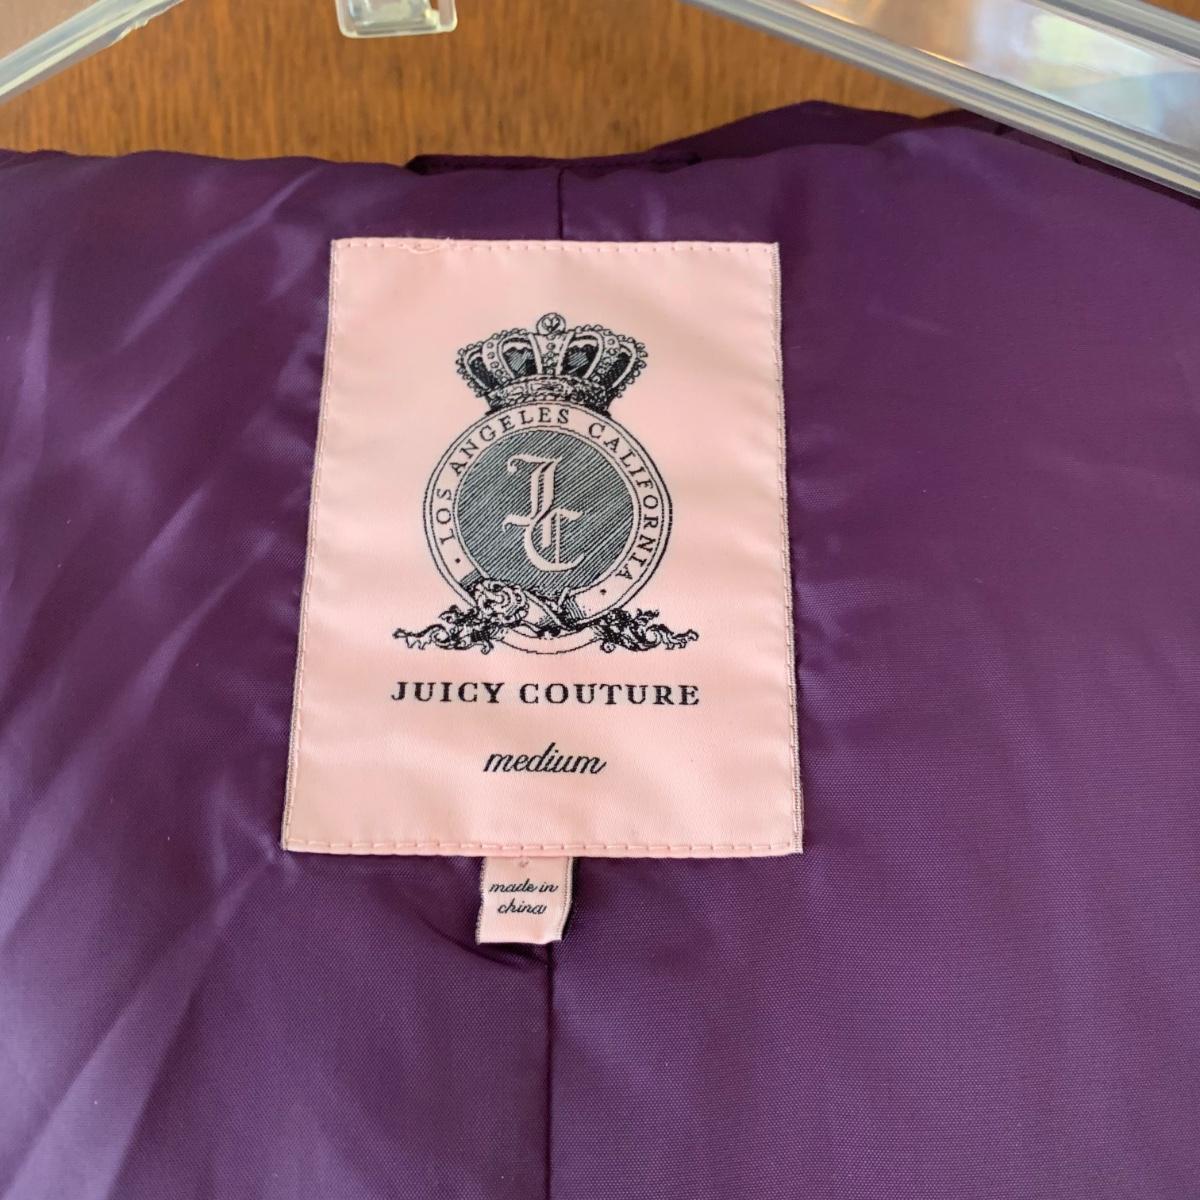 · LOS ANGELES CALIFORNIA ·
JC
JUICY COUTURE
medium
made in
china